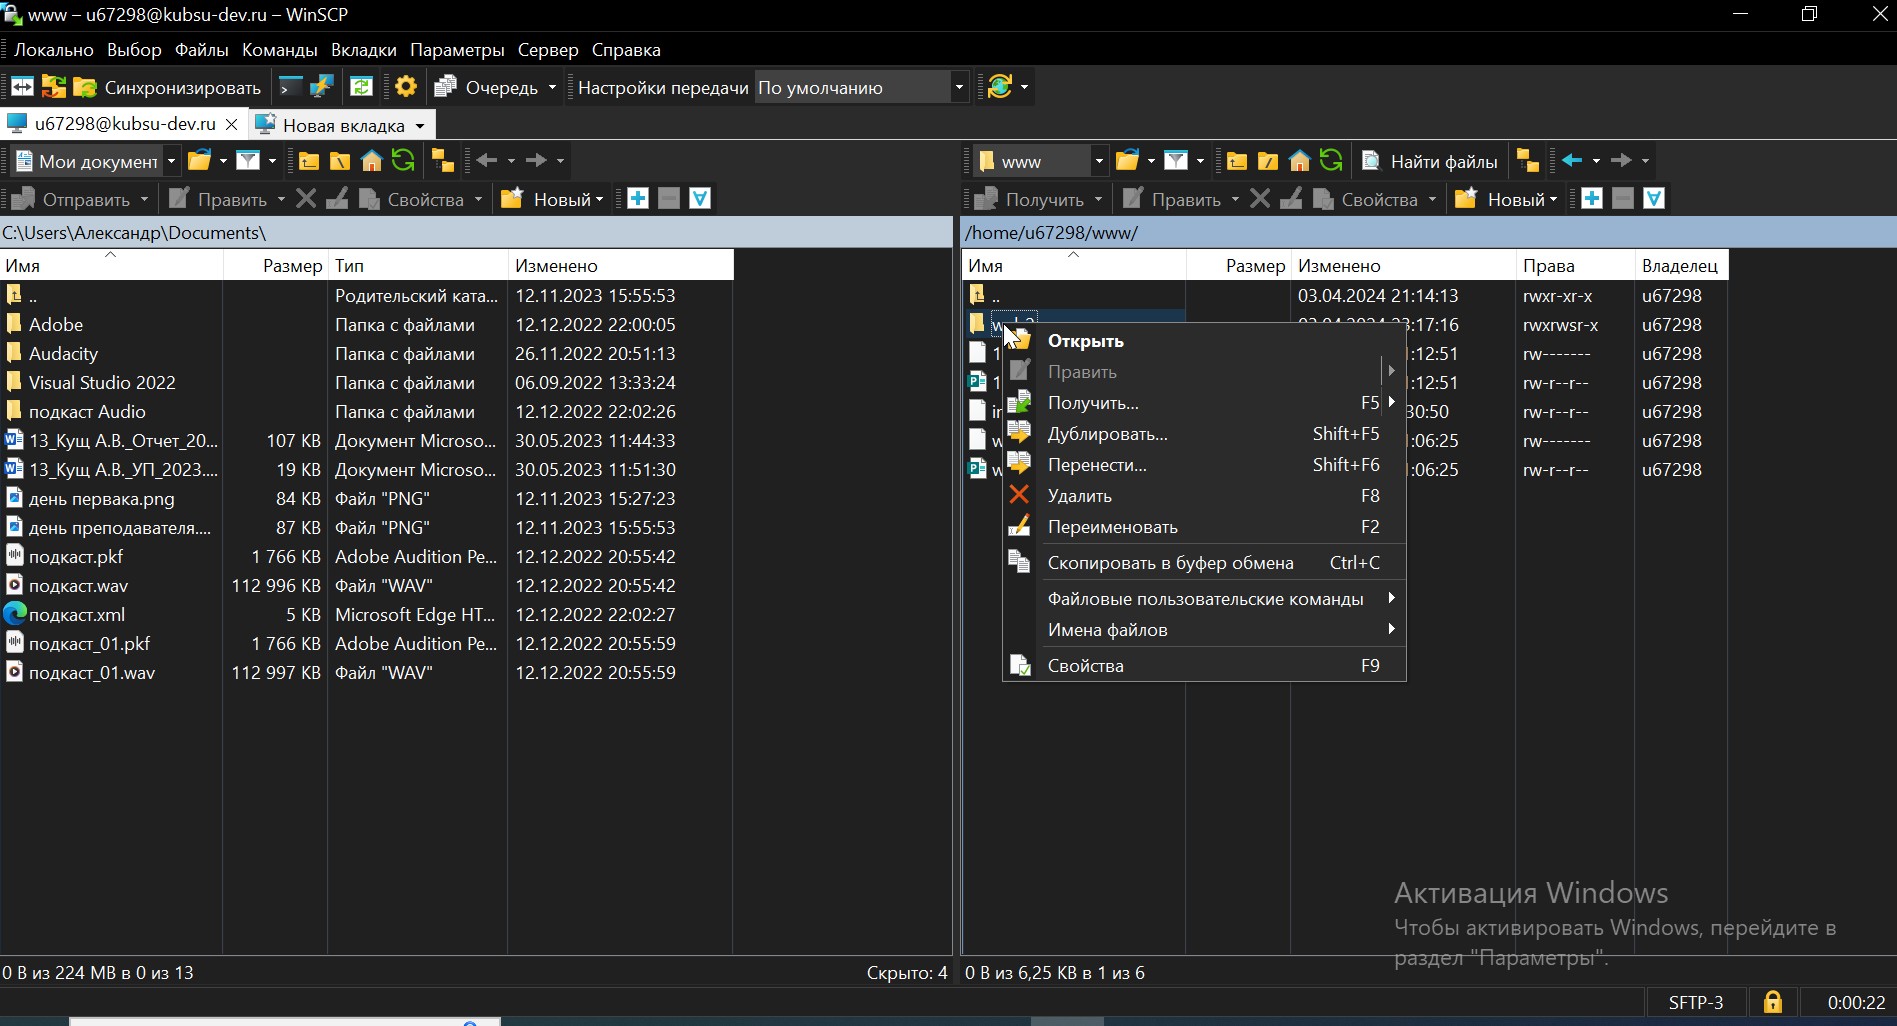 www – u67298@kubsu-dev.ru – WinSCP
Локально Выбор Файлы Команды Вкладки Параметры Сервер Справка
Синхронизировать Очередь Настройки передачи По умолчанию
u67298@kubsu-dev.ru Новая вкладка
Мои документ www Найти файлы
Отправить Править Свойства Новый Получить Править Свойства Новый
C:\Users\Александр\Documents\
Имя Размер Тип Изменено
.. Родительский ката... 12.11.2023 15:55:53
Adobe Папка с файлами 12.12.2022 22:00:05
Audacity Папка с файлами 26.11.2022 20:51:13
Visual Studio 2022 Папка с файлами 06.09.2022 13:33:24
подкаст Audio Папка с файлами 12.12.2022 22:02:26
13_Кущ А.В._Отчет_20... 107 KB Документ Microso... 30.05.2023 11:44:33
13_Кущ А.В._УП_2023.... 19 KB Документ Microso... 30.05.2023 11:51:30
день первака.png 84 KB Файл "PNG" 12.11.2023 15:27:23
день преподавателя.... 87 KB Файл "PNG" 12.11.2023 15:55:53
подкаст.pkf 1 766 KB Adobe Audition Pe... 12.12.2022 20:55:42
подкаст.wav 112 996 KB Файл "WAV" 12.12.2022 20:55:42
подкаст.xml 5 KB Microsoft Edge HT... 12.12.2022 22:02:27
подкаст_01.pkf 1 766 KB Adobe Audition Pe... 12.12.2022 20:55:59
подкаст_01.wav 112 997 KB Файл "WAV" 12.12.2022 20:55:59
0 B из 224 MB в 0 из 13 Скрыто: 4
/home/u67298/www/
Имя Размер Изменено Права Владелец
.. 03.04.2024 21:14:13 rwxr-xr-x u67298
:17:16 rwxrwsr-x u67298
:12:51 rw------- u67298
:12:51 rw-r--r-- u67298
30:50 rw-r--r-- u67298
:06:25 rw------- u67298
:06:25 rw-r--r-- u67298
Открыть
Править
Получить... F5
Дублировать... Shift+F5
Перенести... Shift+F6
Удалить F8
Переименовать F2
Скопировать в буфер обмена Ctrl+C
Файловые пользовательские команды
Имена файлов
Свойства F9
Активация Windows
Чтобы активировать Windows, перейдите в
раздел "Параметры".
0 B из 6,25 KB в 1 из 6
SFTP-3 0:00:22